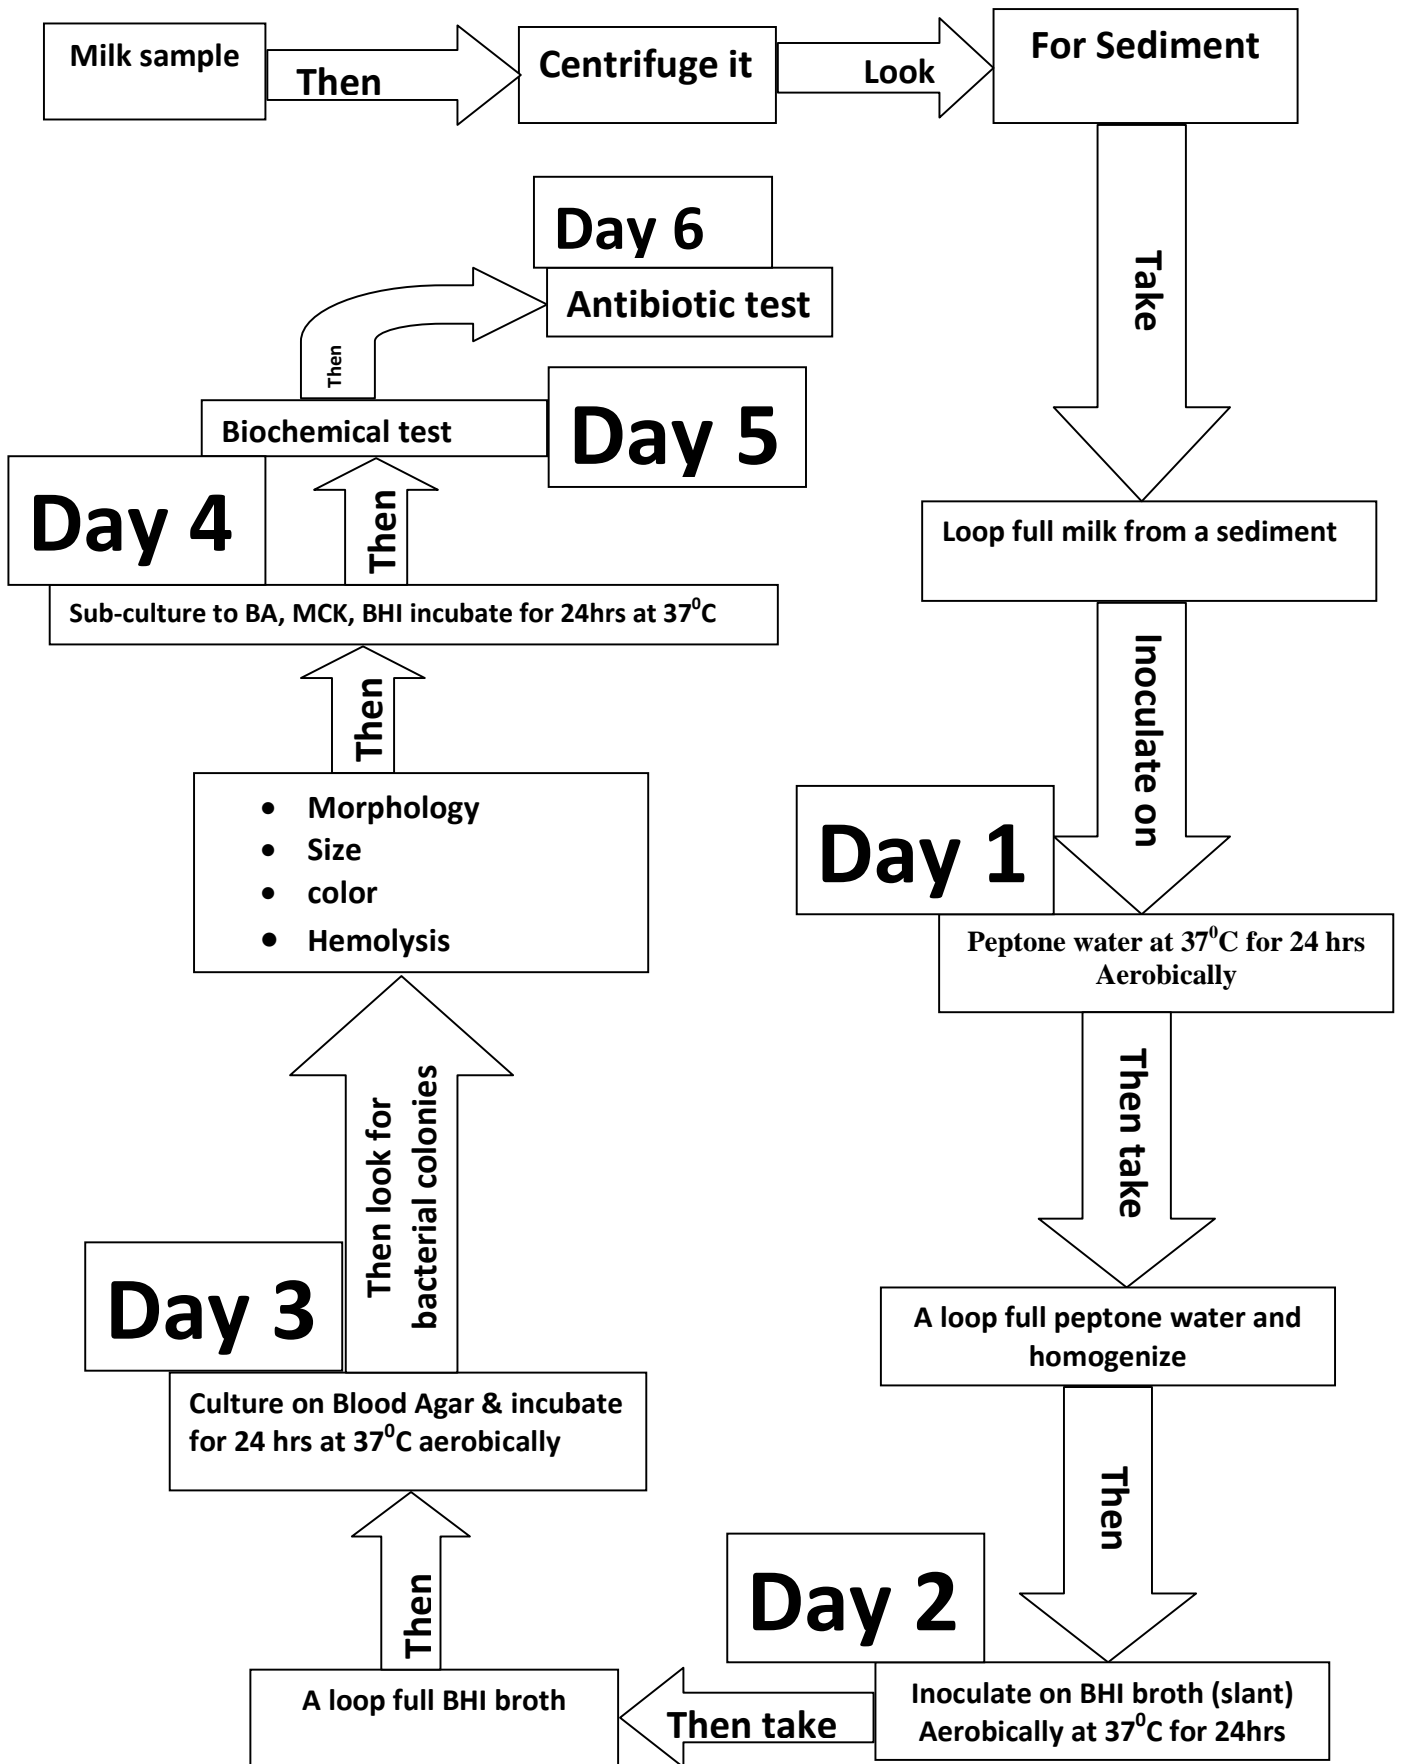 Milk sample
Then
Centrifuge it
Look
For Sediment
Take
Loop full milk from a sediment
Inoculate on
Day 1
Peptone water at 37⁰C for 24 hrs
Aerobically
Then take
A loop full peptone water and
homogenize
Then
Day 2
Inoculate on BHI broth (slant)
Aerobically at 37⁰C for 24hrs
Then take
A loop full BHI broth
Then
Day 3
Culture on Blood Agar & incubate
for 24 hrs at 37⁰C aerobically
Then look for
bacterial colonies
• Morphology
• Size
• color
• Hemolysis
Then
Day 4
Sub-culture to BA, MCK, BHI incubate for 24hrs at 37⁰C
Then
Biochemical test
Day 5
Then
Day 6
Antibiotic test